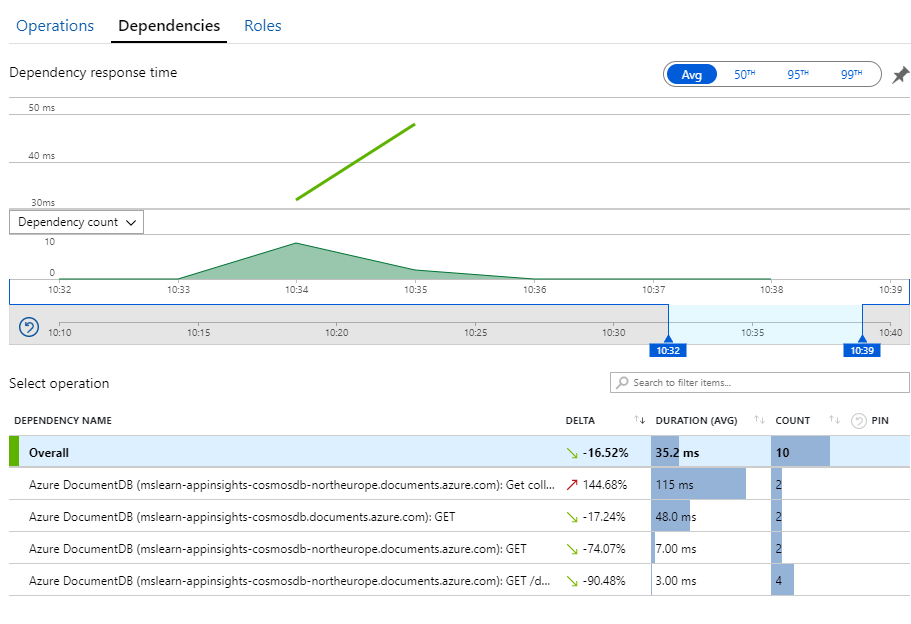 Operations Dependencies Roles
Dependency response time
Avg 50TH 95TH 99TH
50 ms
40 ms
30ms
Dependency count
10
0
10:32 10:33 10:34 10:35 10:36 10:37 10:38 10:39
10:10 10:15 10:20 10:25 10:30 10:35 10:40
10:32 10:39
Select operation
Search to filter items...
DEPENDENCY NAME DELTA DURATION (AVG) COUNT PIN
Overall -16.52% 35.2 ms 10
Azure DocumentDB (mslearn-appinsights-cosmosdb-northeurope.documents.azure.com): Get coll... 144.68% 115 ms 2
Azure DocumentDB (mslearn-appinsights-cosmosdb.documents.azure.com): GET -17.24% 48.0 ms 2
Azure DocumentDB (mslearn-appinsights-cosmosdb-northeurope.documents.azure.com): GET -74.07% 7.00 ms 2
Azure DocumentDB (mslearn-appinsights-cosmosdb-northeurope.documents.azure.com): GET /d... -90.48% 3.00 ms 4